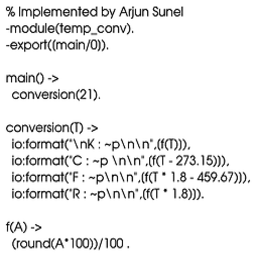 % Implemented by Arjun Sunel
-module(temp_conv).
-export([main/0]).
main() ->
conversion(21).
conversion(T) ->
io:format("\nK : ~p\n\n",[f(T)]),
io:format("C : ~p \n\n",[f(T - 273.15)]),
io:format("F : ~p\n\n",[f(T * 1.8 - 459.67)]),
io:format("R : ~p\n\n",[f(T * 1.8)]).
f(A) ->
(round(A*100))/100 .